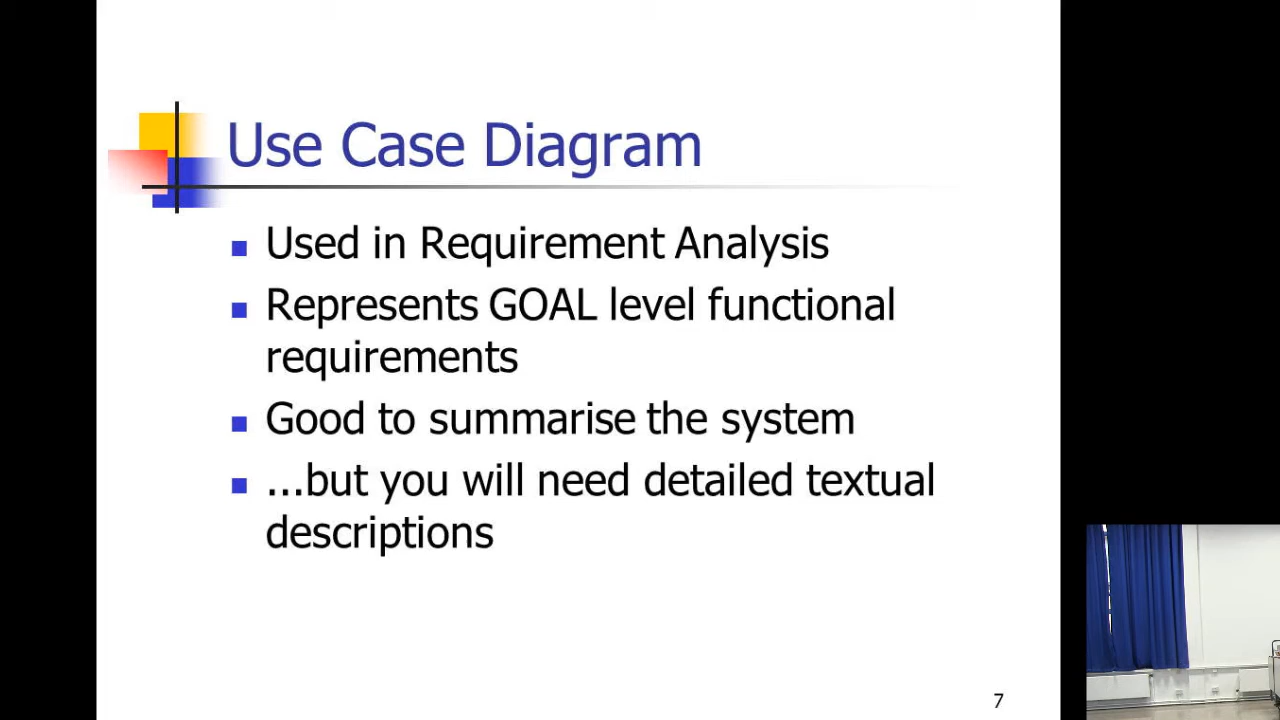 Use Case Diagram
Used in Requirement Analysis
Represents GOAL level functional
requirements
Good to summarise the system
...but you will need detailed textual
descriptions
7